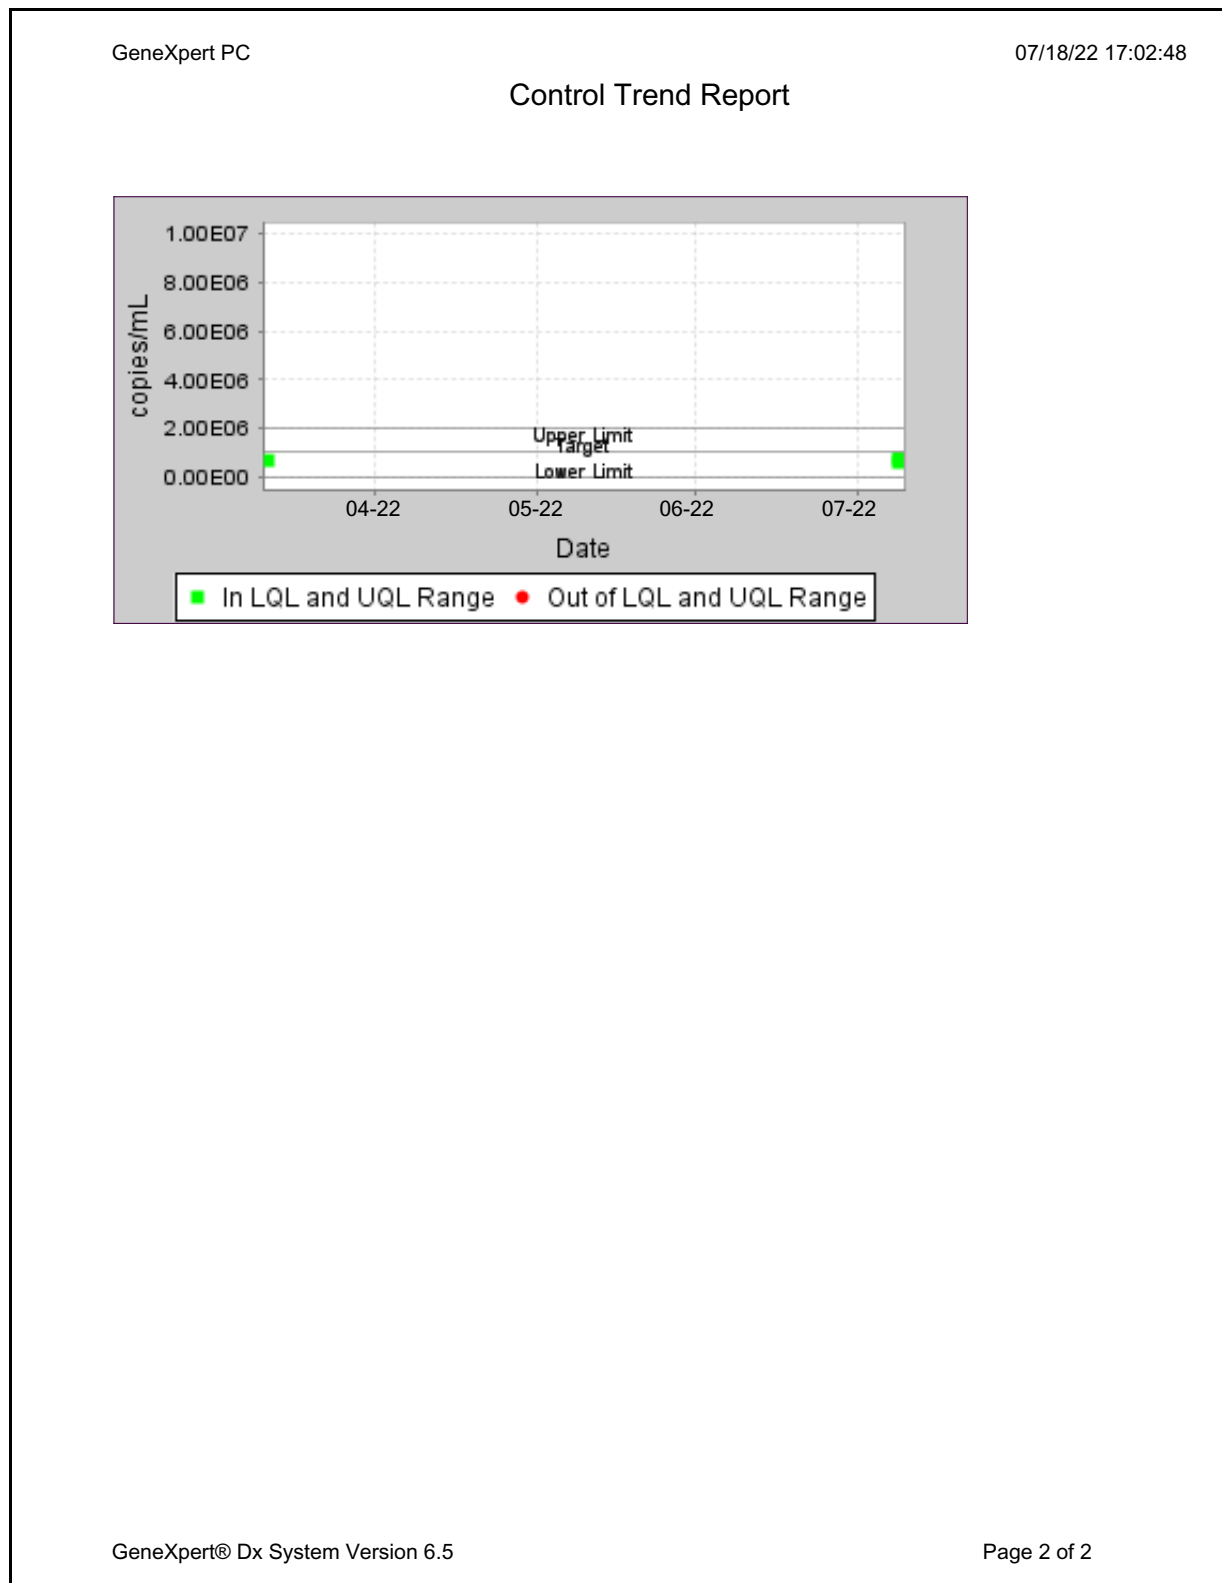 GeneXpert PC 07/18/22 17:02:48
Control Trend Report
1.00E07
8.00E06
6.00E06
4.00E06
2.00E06
0.00E00
copies/mL
Upper Limit
Target
Lower Limit
04-22 05-22 06-22 07-22
Date
In LQL and UQL Range Out of LQL and UQL Range
GeneXpert® Dx System Version 6.5 Page 2 of 2